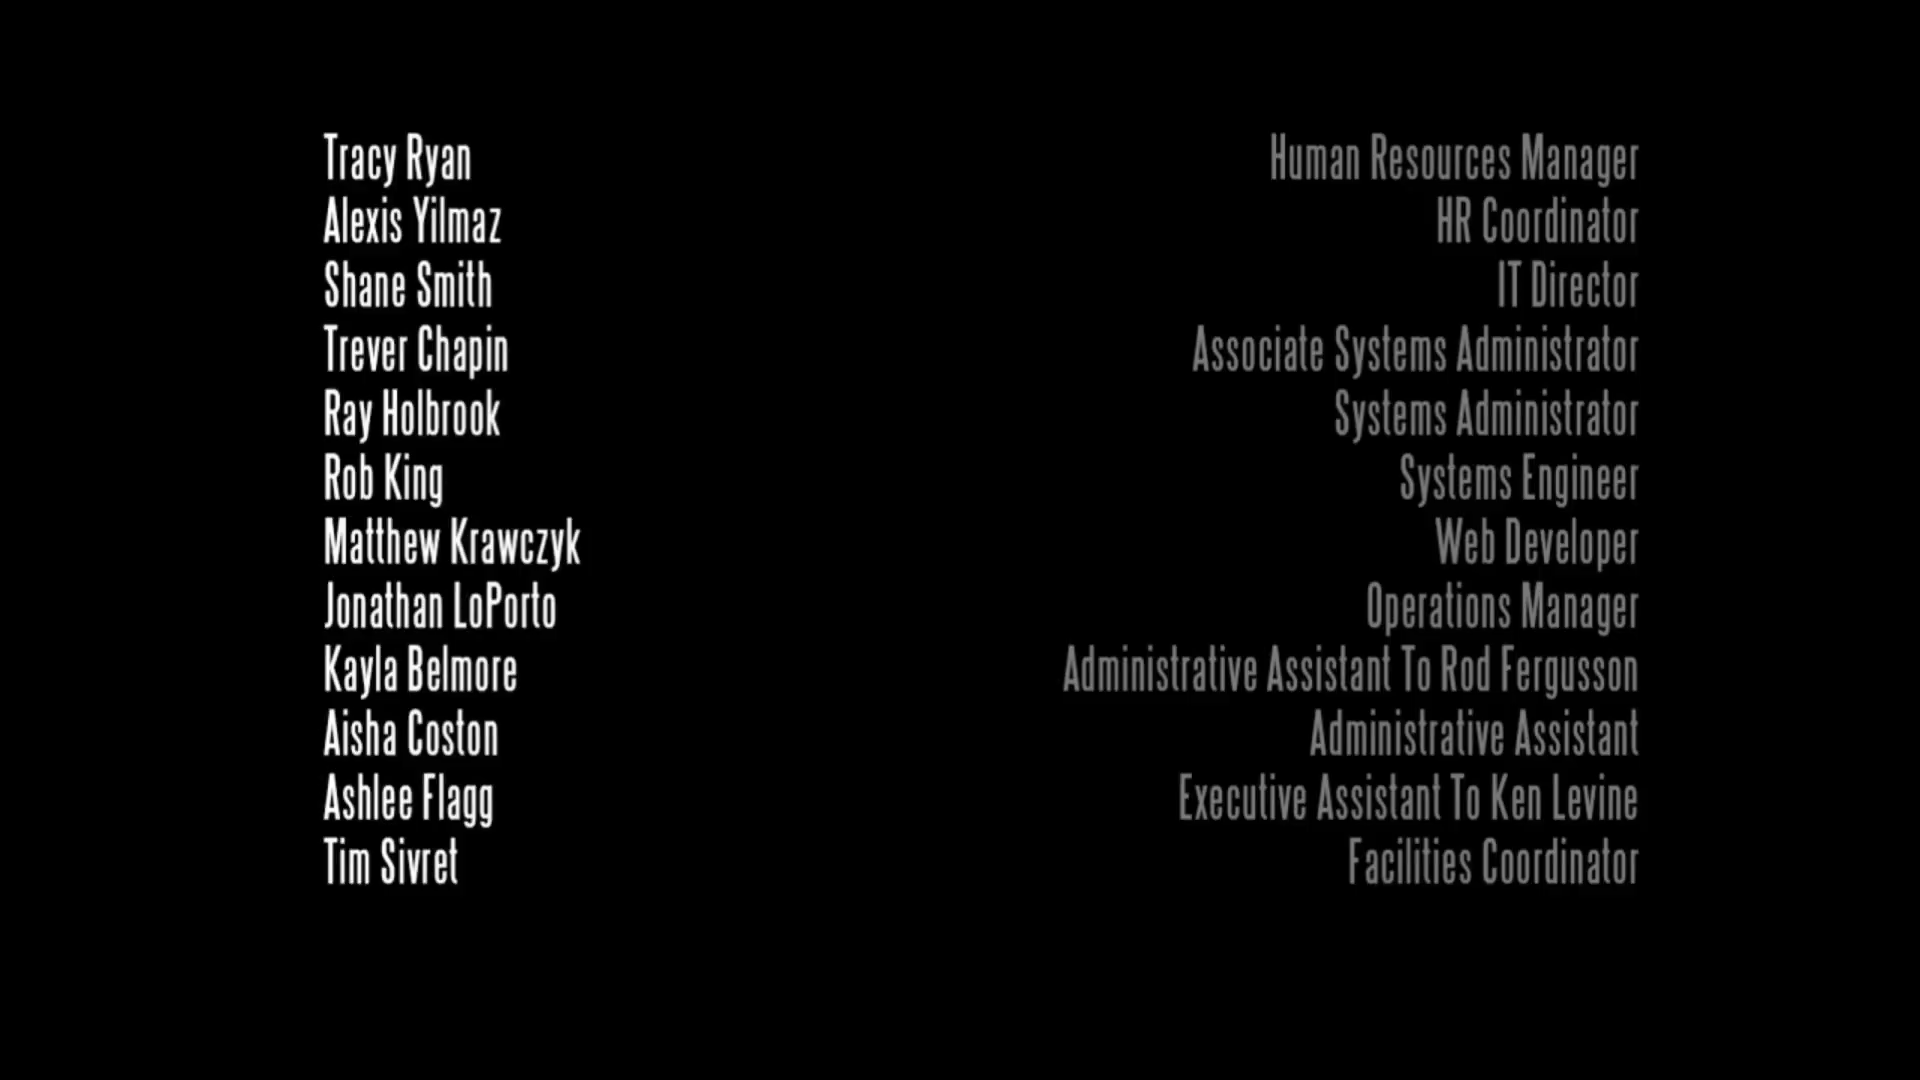 Tracy Ryan Human Resources Manager
Alexis Yilmaz HR Coordinator
Shane Smith IT Director
Trever Chapin Associate Systems Administrator
Ray Holbrook Systems Administrator
Rob King Systems Engineer
Matthew Krawczyk Web Developer
Jonathan LoPorto Operations Manager
Kayla Belmore Administrative Assistant To Rod Fergusson
Aisha Coston Administrative Assistant
Ashlee Flagg Executive Assistant To Ken Levine
Tim Sivret Facilities Coordinator